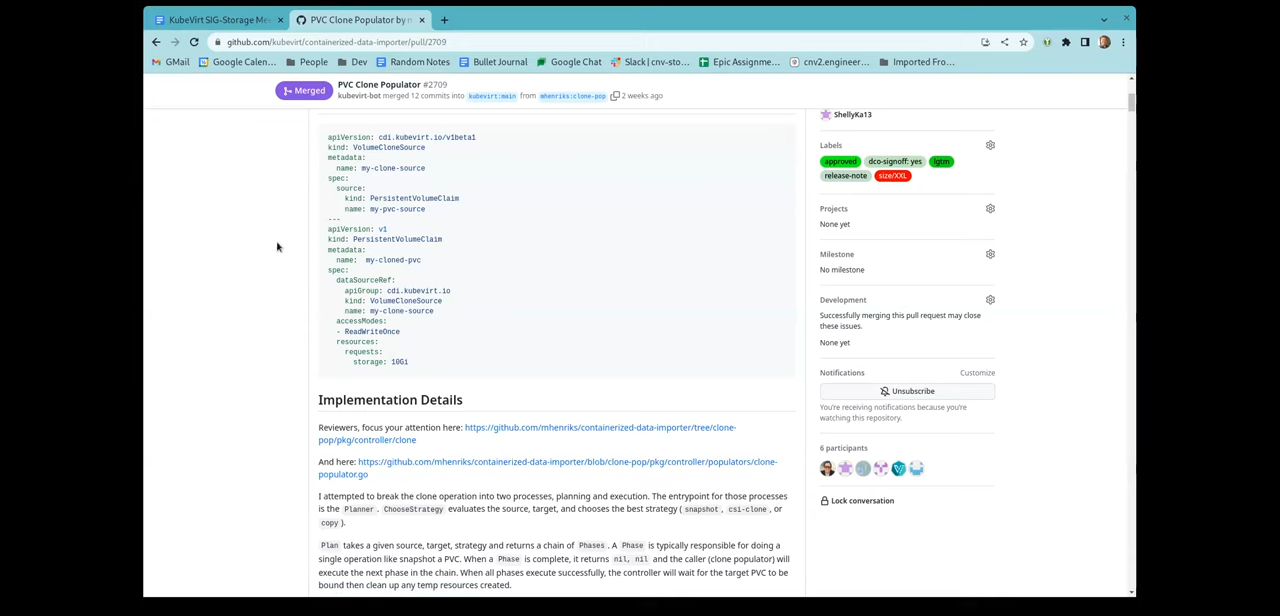 KubeVirt SIG-Storage Me
PVC Clone Populator by m
github.com/kubevirt/containerized-data-importer/pull/2709
GMail
Google Calen...
People
Dev
Random Notes
Bullet Journal
Google Chat
Slack | cnv-sto...
Epic Assignme...
cnv2.engineer...
Imported Fro...
Merged
PVC Clone Populator #2709
kubevirt-bot merged 12 commits into kubevirt:main from mhenriks:clone-pop 2 weeks ago
apiVersion: cdi.kubevirt.io/v1beta1
kind: VolumeCloneSource
metadata:
name: my-clone-source
spec:
source:
kind: PersistentVolumeClaim
name: my-pvc-source
---
apiVersion: v1
kind: PersistentVolumeClaim
metadata:
name: my-cloned-pvc
spec:
dataSourceRef:
apiGroup: cdi.kubevirt.io
kind: VolumeCloneSource
name: my-clone-source
accessModes:
- ReadWriteOnce
resources:
requests:
storage: 10Gi
Implementation Details
Reviewers, focus your attention here: https://github.com/mhenriks/containerized-data-importer/tree/clone-
pop/pkg/controller/clone
And here: https://github.com/mhenriks/containerized-data-importer/blob/clone-pop/pkg/controller/populators/clone-
populator.go
I attempted to break the clone operation into two processes, planning and execution. The entrypoint for those processes
is the Planner. ChooseStrategy evaluates the source, target, and chooses the best strategy (snapshot, csi-clone, or
copy).
Plan takes a given source, target, strategy and returns a chain of Phases. A Phase is typically responsible for doing a
single operation like snapshot a PVC. When a Phase is complete, it returns nil, nil and the caller (clone populator) will
execute the next phase in the chain. When all phases execute successfully, the controller will wait for the target PVC to be
bound then clean up any temp resources created.
ShellyKa13
Labels
approved dco-signoff: yes lgtm
release-note size/XXL
Projects
None yet
Milestone
No milestone
Development
Successfully merging this pull request may close
these issues.
None yet
Notifications
Customize
Unsubscribe
You're receiving notifications because you're
watching this repository.
6 participants
Lock conversation